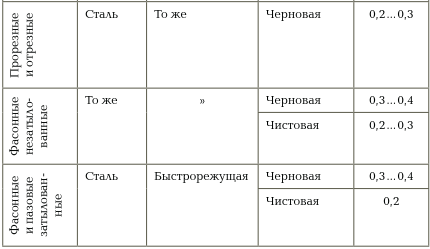 Прорезные
и отрезные
Сталь
То же
Черновая
0,2...0,3
Фасонные
незатыло-
ванные
То же
»
Черновая
0,3...0,4
Чистовая
0,2...0,3
Фасонные
и пазовые
затылован-
ные
Сталь
Быстрорежущая
Черновая
0,3...0,4
Чистовая
0,2